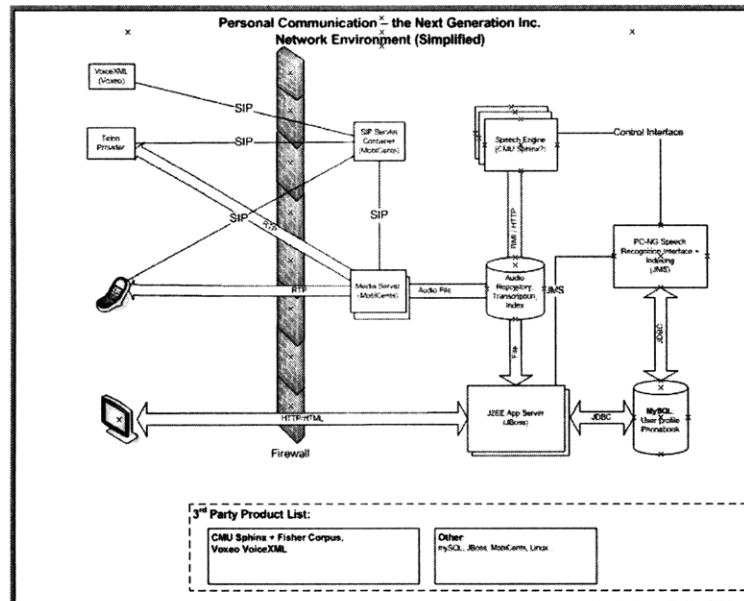 Personal Communication – the Next Generation Inc.
Network Environment (Simplified)
VoiceXML
(Voxeo)
SIP
Telco
Provider
SIP
SIP Servlet
Container
(MobiCents)
Speech Engine
(CMU Sphinx?)
Control Interface
SIP
RTP
SIP
RMI / HTTP
PC-NG Speech
Recognition Interface +
Indexing
(JMS)
RTP
Media Server
(MobiCents)
Audio File
Audio
Repository,
Transcription,
Index
JMS
File
JDBC
HTTP/HTML
J2EE App Server
(JBoss)
JDBC
MySQL:
User profile
Phonebook
Firewall
3rd Party Product List:
CMU Sphinx + Fisher Corpus,
Voxeo VoiceXML
Other
mySQL, JBoss, MobiCents, Linux